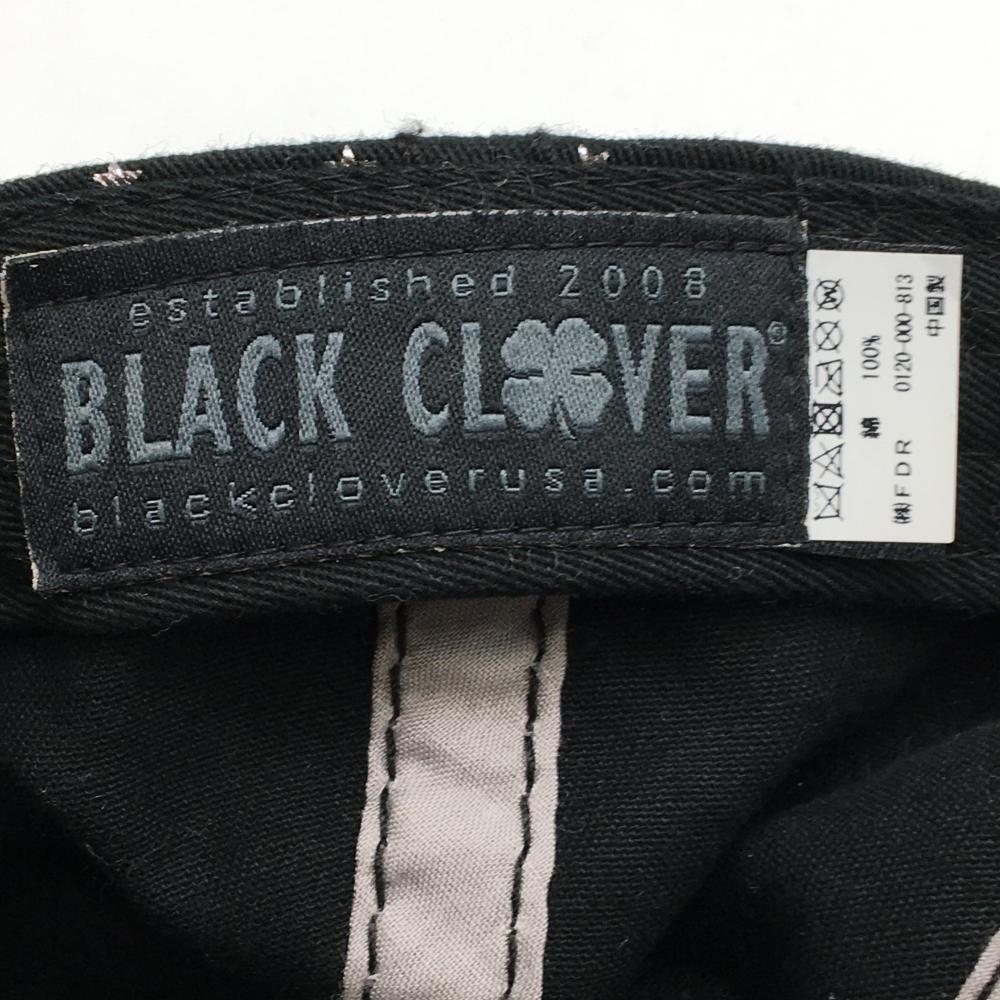 established 2008
BLACK CLOVER®
blackcloverusa.com
綿 100%
(株)FDR 0120-000-813
中国製